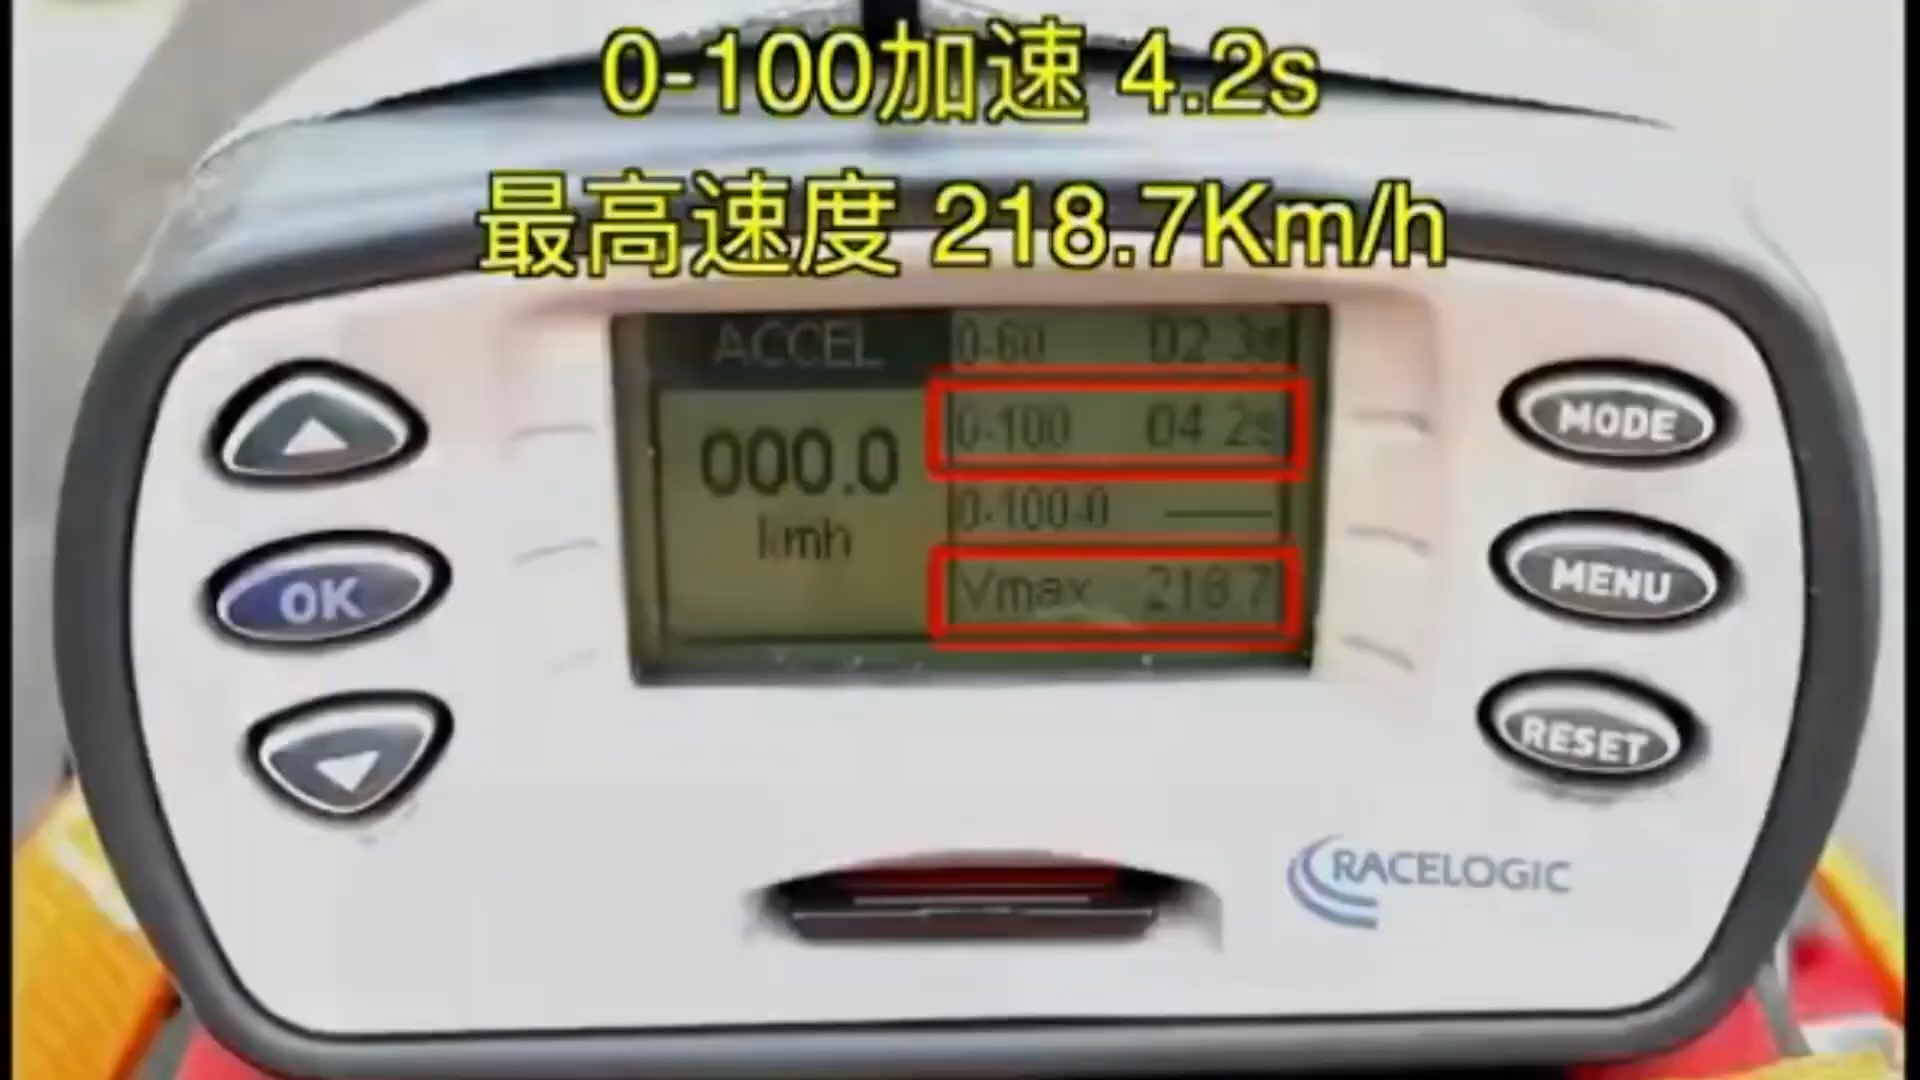 0-100加速 4.2s
最高速度 218.7Km/h
ACCEL
000.0
kmh
0-60 02.3s
0-100 04.2s
0-100-0 ------
Vmax 218.7
OK
MODE
MENU
RESET
RACELOGIC